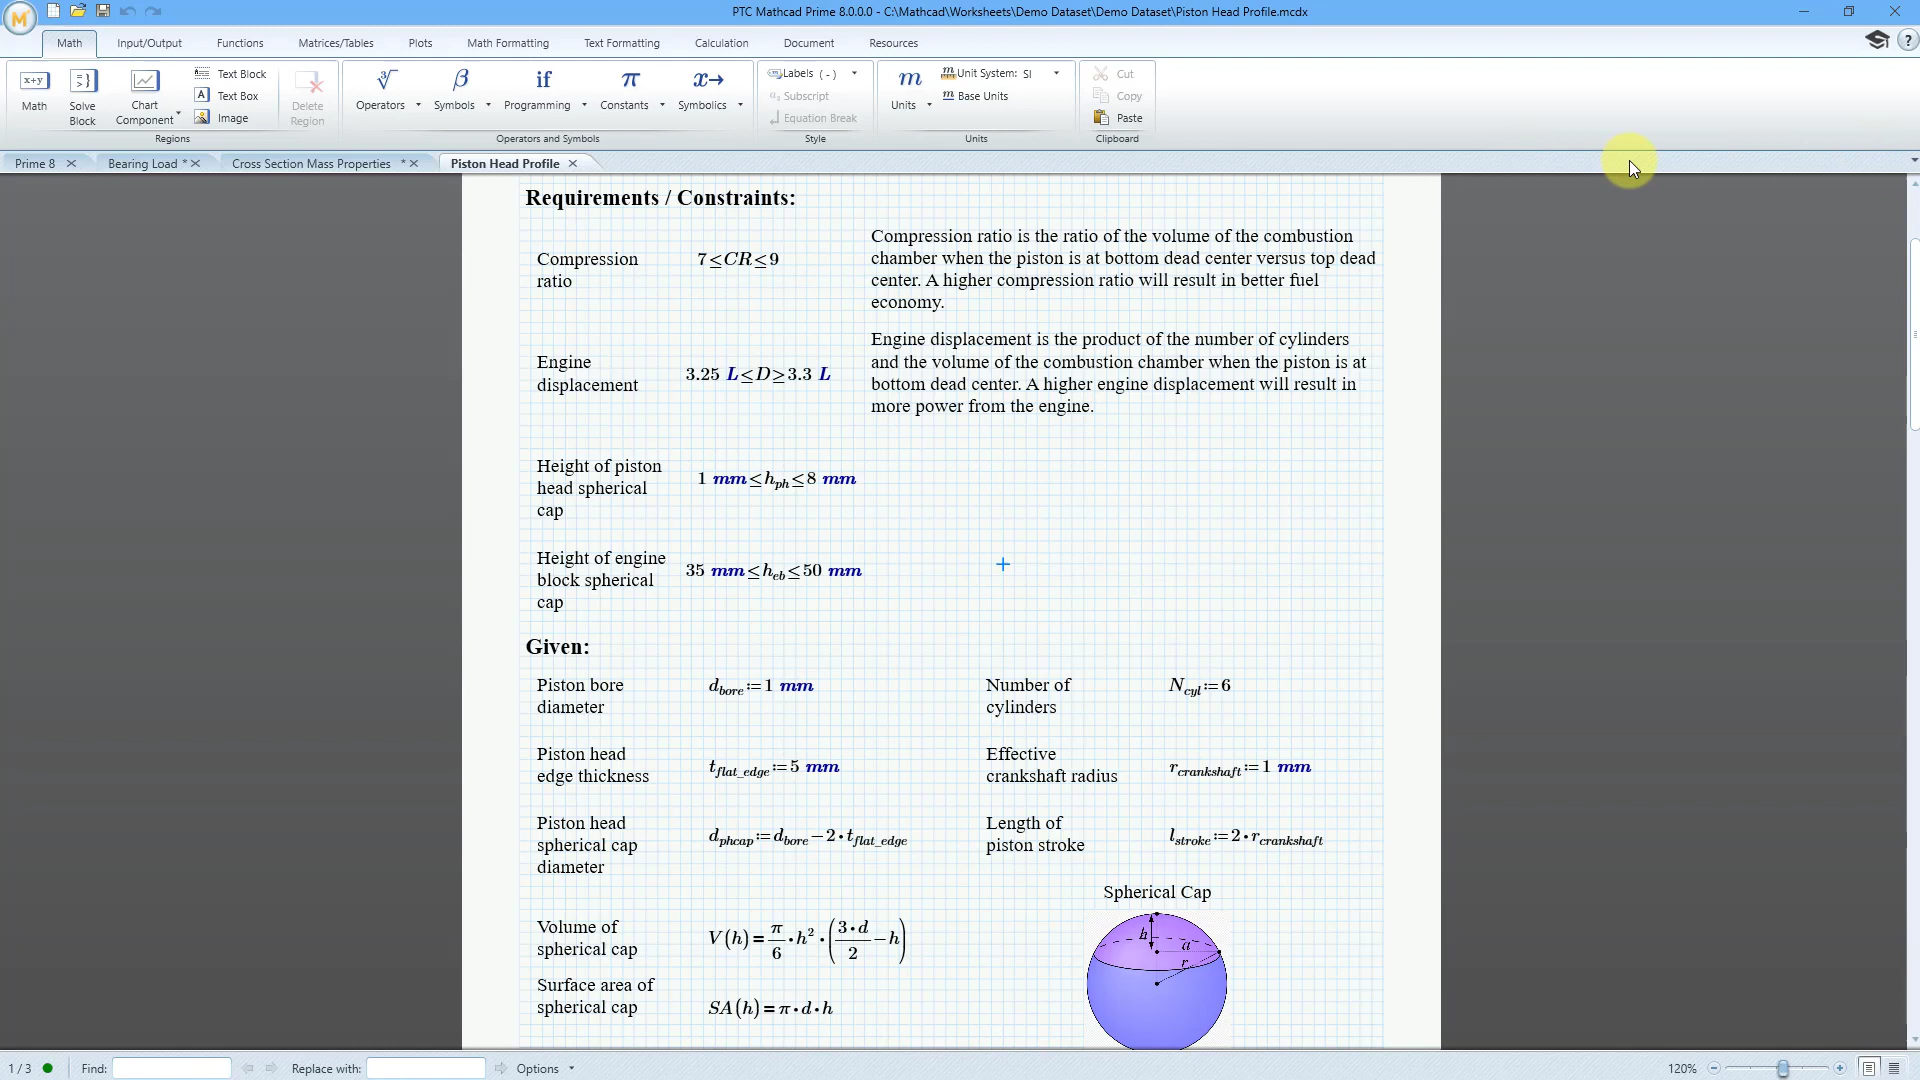 PTC Mathcad Prime 8.0.0.0 - C:\Mathcad\Worksheets\Demo Dataset\Demo Dataset\Piston Head Profile.mcdx
Math Input/Output Functions Matrices/Tables Plots Math Formatting Text Formatting Calculation Document Resources
Math
Solve Block
Chart Component
Text Block
Text Box
Image
Delete Region
Regions
Operators
Symbols
if
Programming
Constants
Symbolics
Operators and Symbols
Labels ( - )
Subscript
Equation Break
Style
Units
Unit System: SI
Base Units
Units
Cut
Copy
Paste
Clipboard
Prime 8 Bearing Load * Cross Section Mass Properties * Piston Head Profile
Requirements / Constraints:
Compression
ratio
7≤CR≤9
Compression ratio is the ratio of the volume of the combustion
chamber when the piston is at bottom dead center versus top dead
center. A higher compression ratio will result in better fuel
economy.
Engine
displacement
3.25 L≤D≥3.3 L
Engine displacement is the product of the number of cylinders
and the volume of the combustion chamber when the piston is at
bottom dead center. A higher engine displacement will result in
more power from the engine.
Height of piston
head spherical
cap
1 mm≤h_ph≤8 mm
Height of engine
block spherical
cap
35 mm≤h_eb≤50 mm
Given:
Piston bore
diameter
d_bore:=1 mm
Number of
cylinders
N_cyl:=6
Piston head
edge thickness
t_flat_edge:=5 mm
Effective
crankshaft radius
r_crankshaft:=1 mm
Piston head
spherical cap
diameter
d_phcap:=d_bore−2•t_flat_edge
Length of
piston stroke
l_stroke:=2•r_crankshaft
Spherical Cap
h
a
r
Volume of
spherical cap
V(h)=π/6•h²•(3•d/2−h)
Surface area of
spherical cap
SA(h)=π•d•h
1 / 3 Find: Replace with: Options 120%